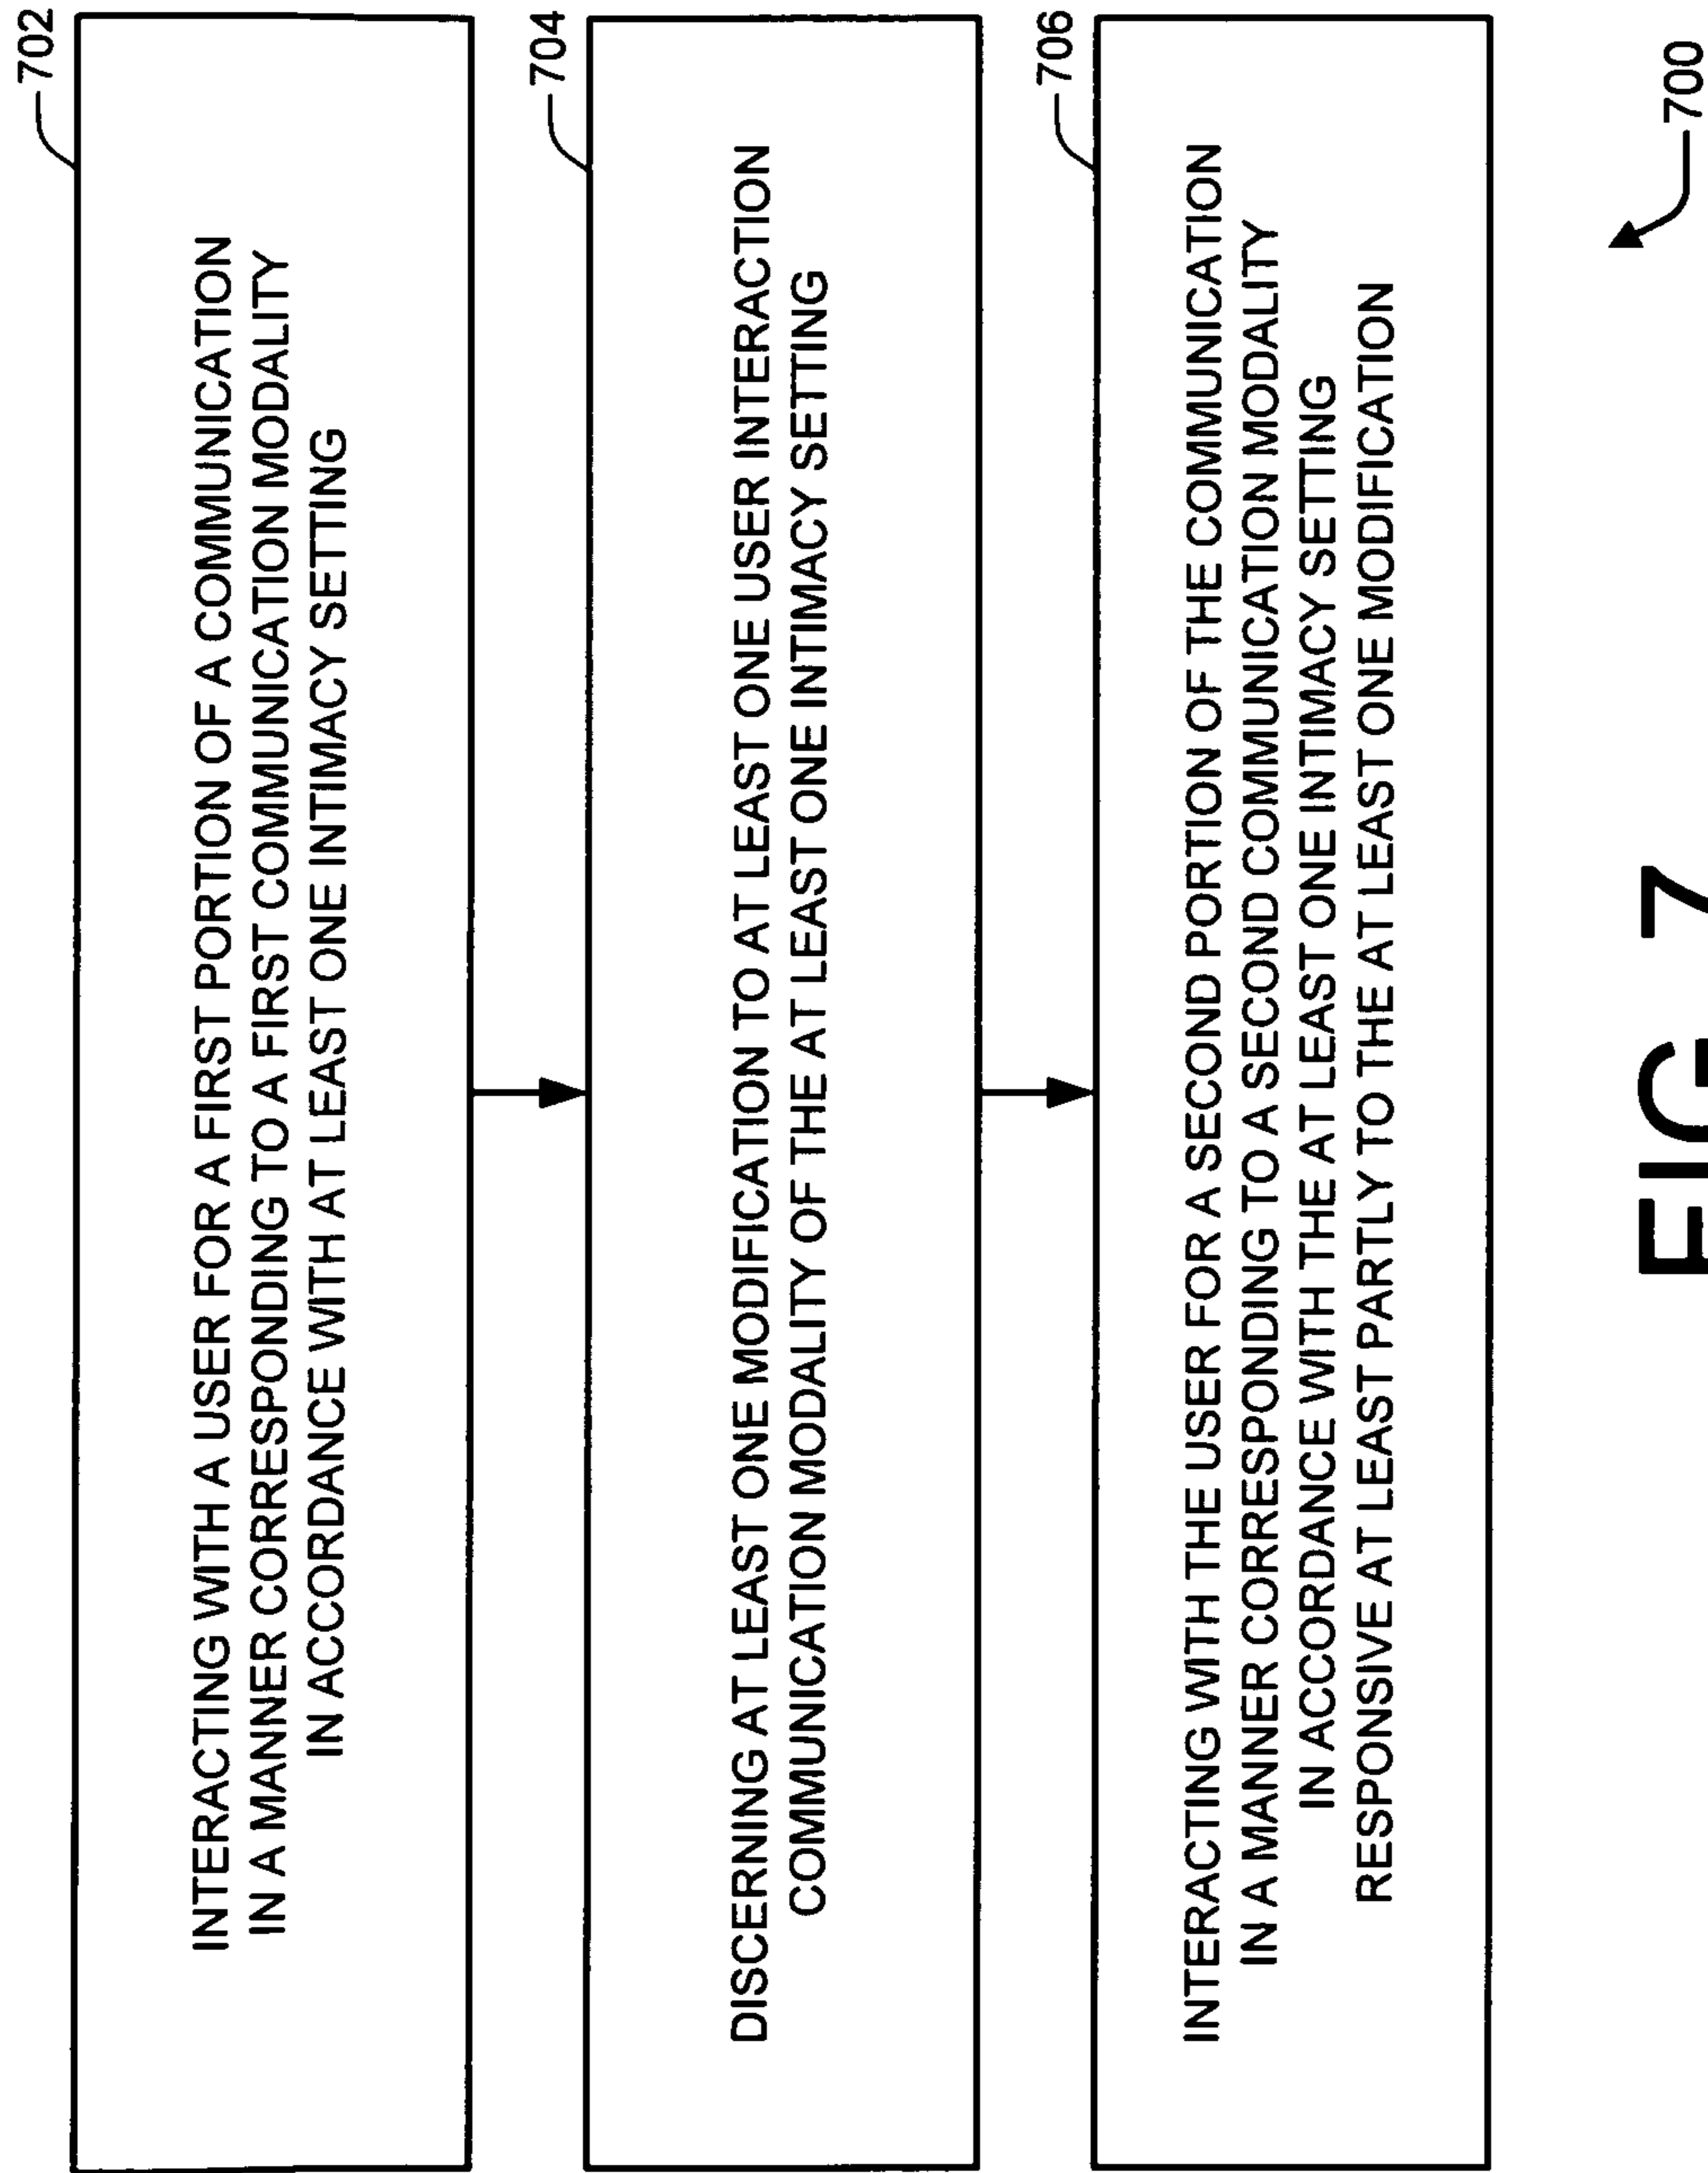 702
INTERACTING WITH A USER FOR A FIRST PORTION OF A COMMUNICATION
IN A MANNER CORRESPONDING TO A FIRST COMMUNICATION MODALITY
IN ACCORDANCE WITH AT LEAST ONE INTIMACY SETTING
704
DISCERNING AT LEAST ONE MODIFICATION TO AT LEAST ONE USER INTERACTION
COMMUNICATION MODALITY OF THE AT LEAST ONE INTIMACY SETTING
706
INTERACTING WITH THE USER FOR A SECOND PORTION OF THE COMMUNICATION
IN A MANNER CORRESPONDING TO A SECOND COMMUNICATION MODALITY
IN ACCORDANCE WITH THE AT LEAST ONE INTIMACY SETTING
RESPONSIVE AT LEAST PARTLY TO THE AT LEAST ONE MODIFICATION
700
FIG 7